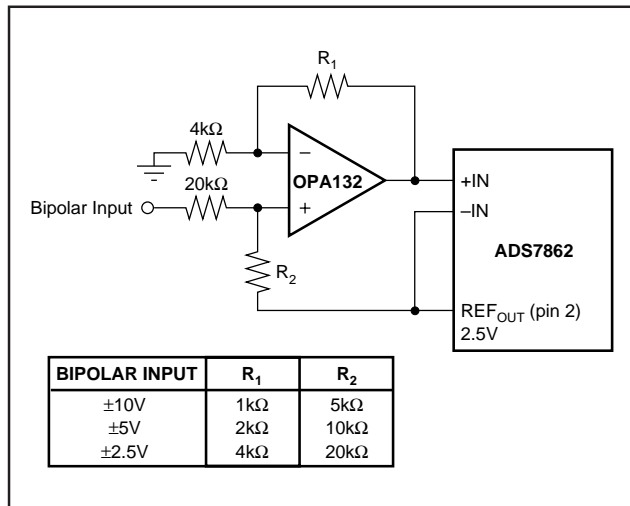 R1
4kΩ
–
OPA132
+
20kΩ
Bipolar Input
R2
+IN
–IN
ADS7862
REFOUT (pin 2)
2.5V
BIPOLAR INPUT R1 R2
±10V 1kΩ 5kΩ
±5V 2kΩ 10kΩ
±2.5V 4kΩ 20kΩ